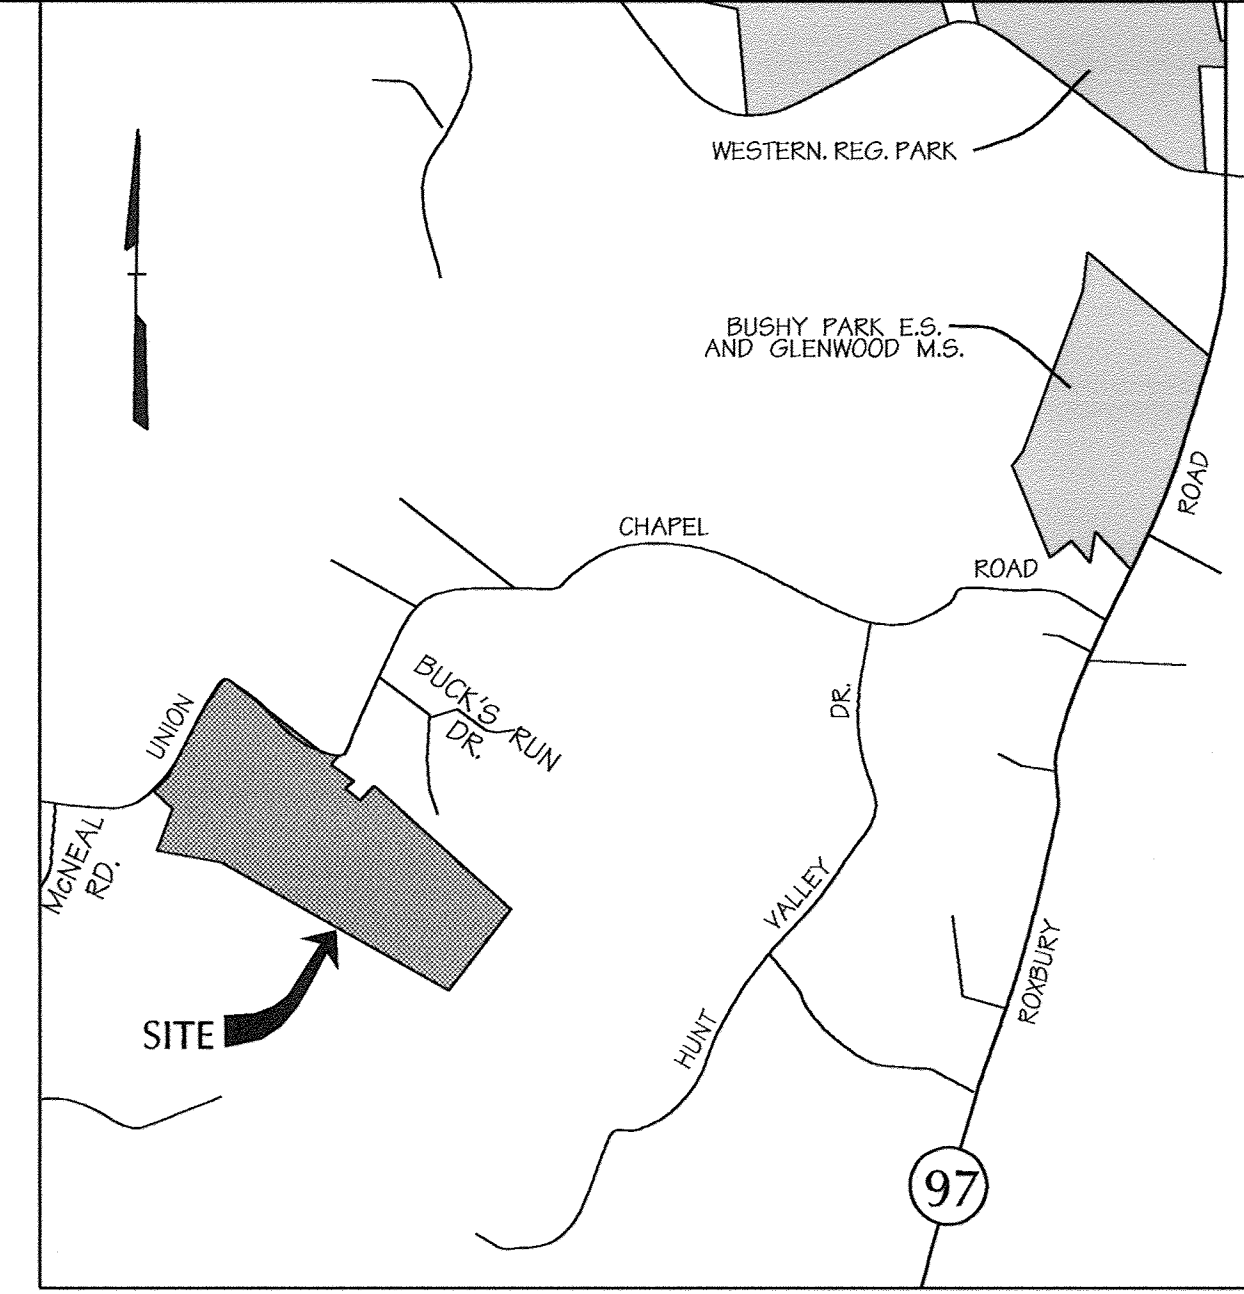 WESTERN. REG. PARK
BUSHY PARK E.S.
AND GLENWOOD M.S.
ROAD
CHAPEL
ROAD
BUCK'S RUN
DR.
UNION
DR.
McNEAL
RD.
VALLEY
ROXBURY
HUNT
SITE
97